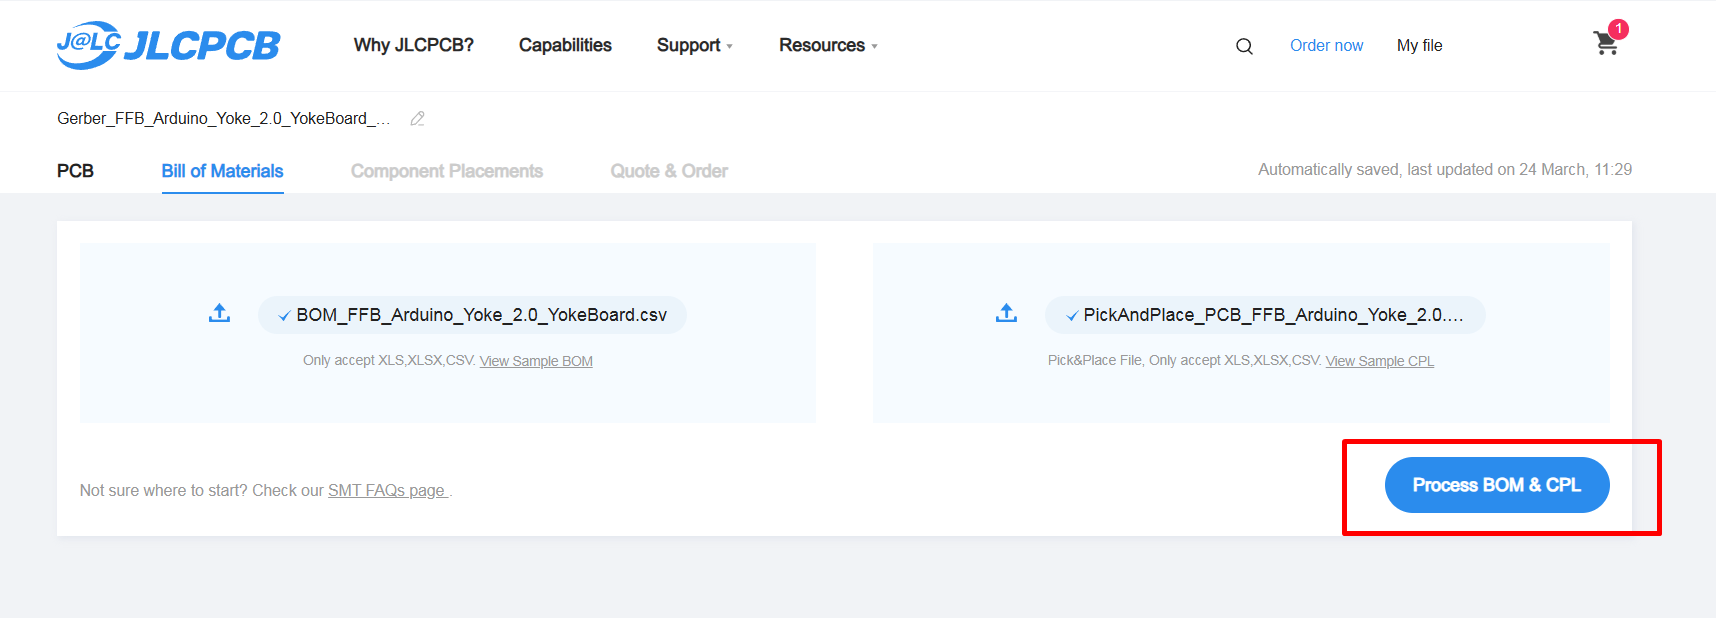 J@LC JLCPCB Why JLCPCB? Capabilities Support Resources Order now My file 1
Gerber_FFB_Arduino_Yoke_2.0_YokeBoard_...
PCB Bill of Materials Component Placements Quote & Order Automatically saved, last updated on 24 March, 11:29
BOM_FFB_Arduino_Yoke_2.0_YokeBoard.csv
Only accept XLS,XLSX,CSV. View Sample BOM
PickAndPlace_PCB_FFB_Arduino_Yoke_2.0....
Pick&Place File, Only accept XLS,XLSX,CSV. View Sample CPL
Not sure where to start? Check our SMT FAQs page .
Process BOM & CPL